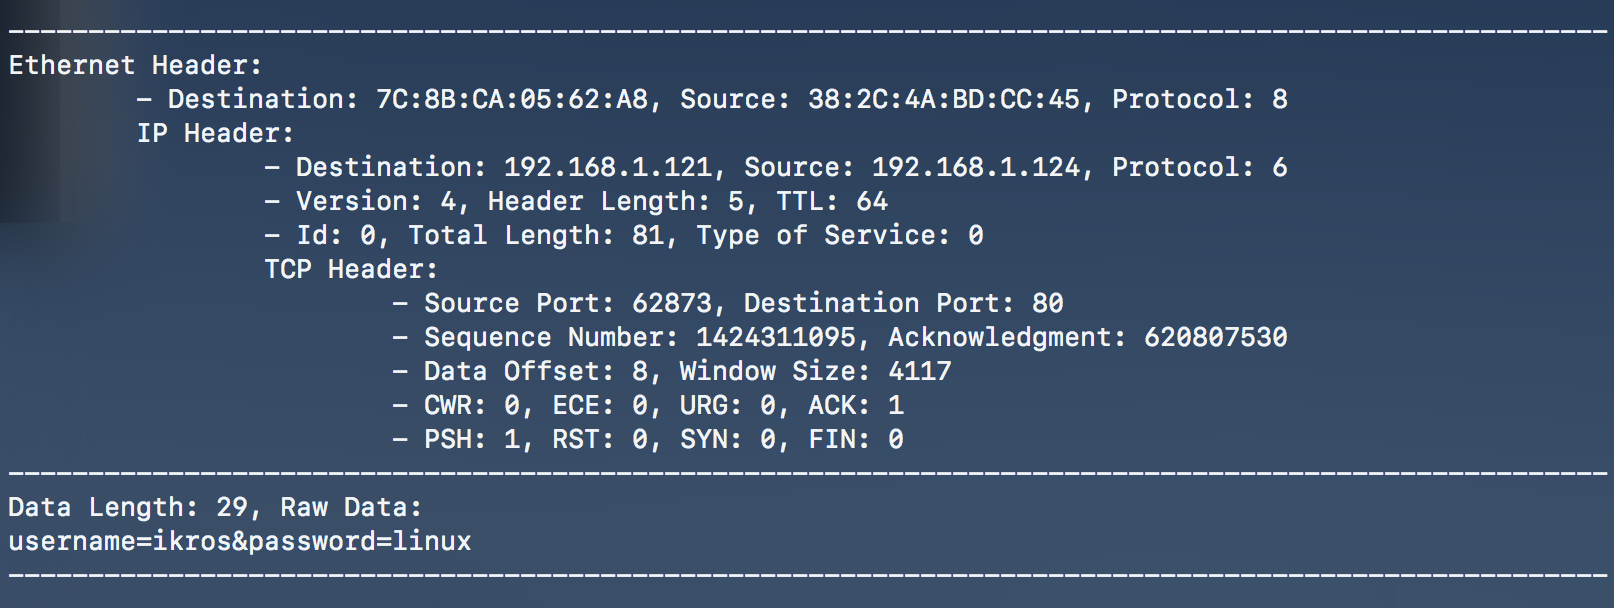 Ethernet Header:
- Destination: 7C:8B:CA:05:62:A8, Source: 38:2C:4A:BD:CC:45, Protocol: 8
IP Header:
- Destination: 192.168.1.121, Source: 192.168.1.124, Protocol: 6
- Version: 4, Header Length: 5, TTL: 64
- Id: 0, Total Length: 81, Type of Service: 0
TCP Header:
- Source Port: 62873, Destination Port: 80
- Sequence Number: 1424311095, Acknowledgment: 620807530
- Data Offset: 8, Window Size: 4117
- CWR: 0, ECE: 0, URG: 0, ACK: 1
- PSH: 1, RST: 0, SYN: 0, FIN: 0
Data Length: 29, Raw Data:
username=ikros&password=linux